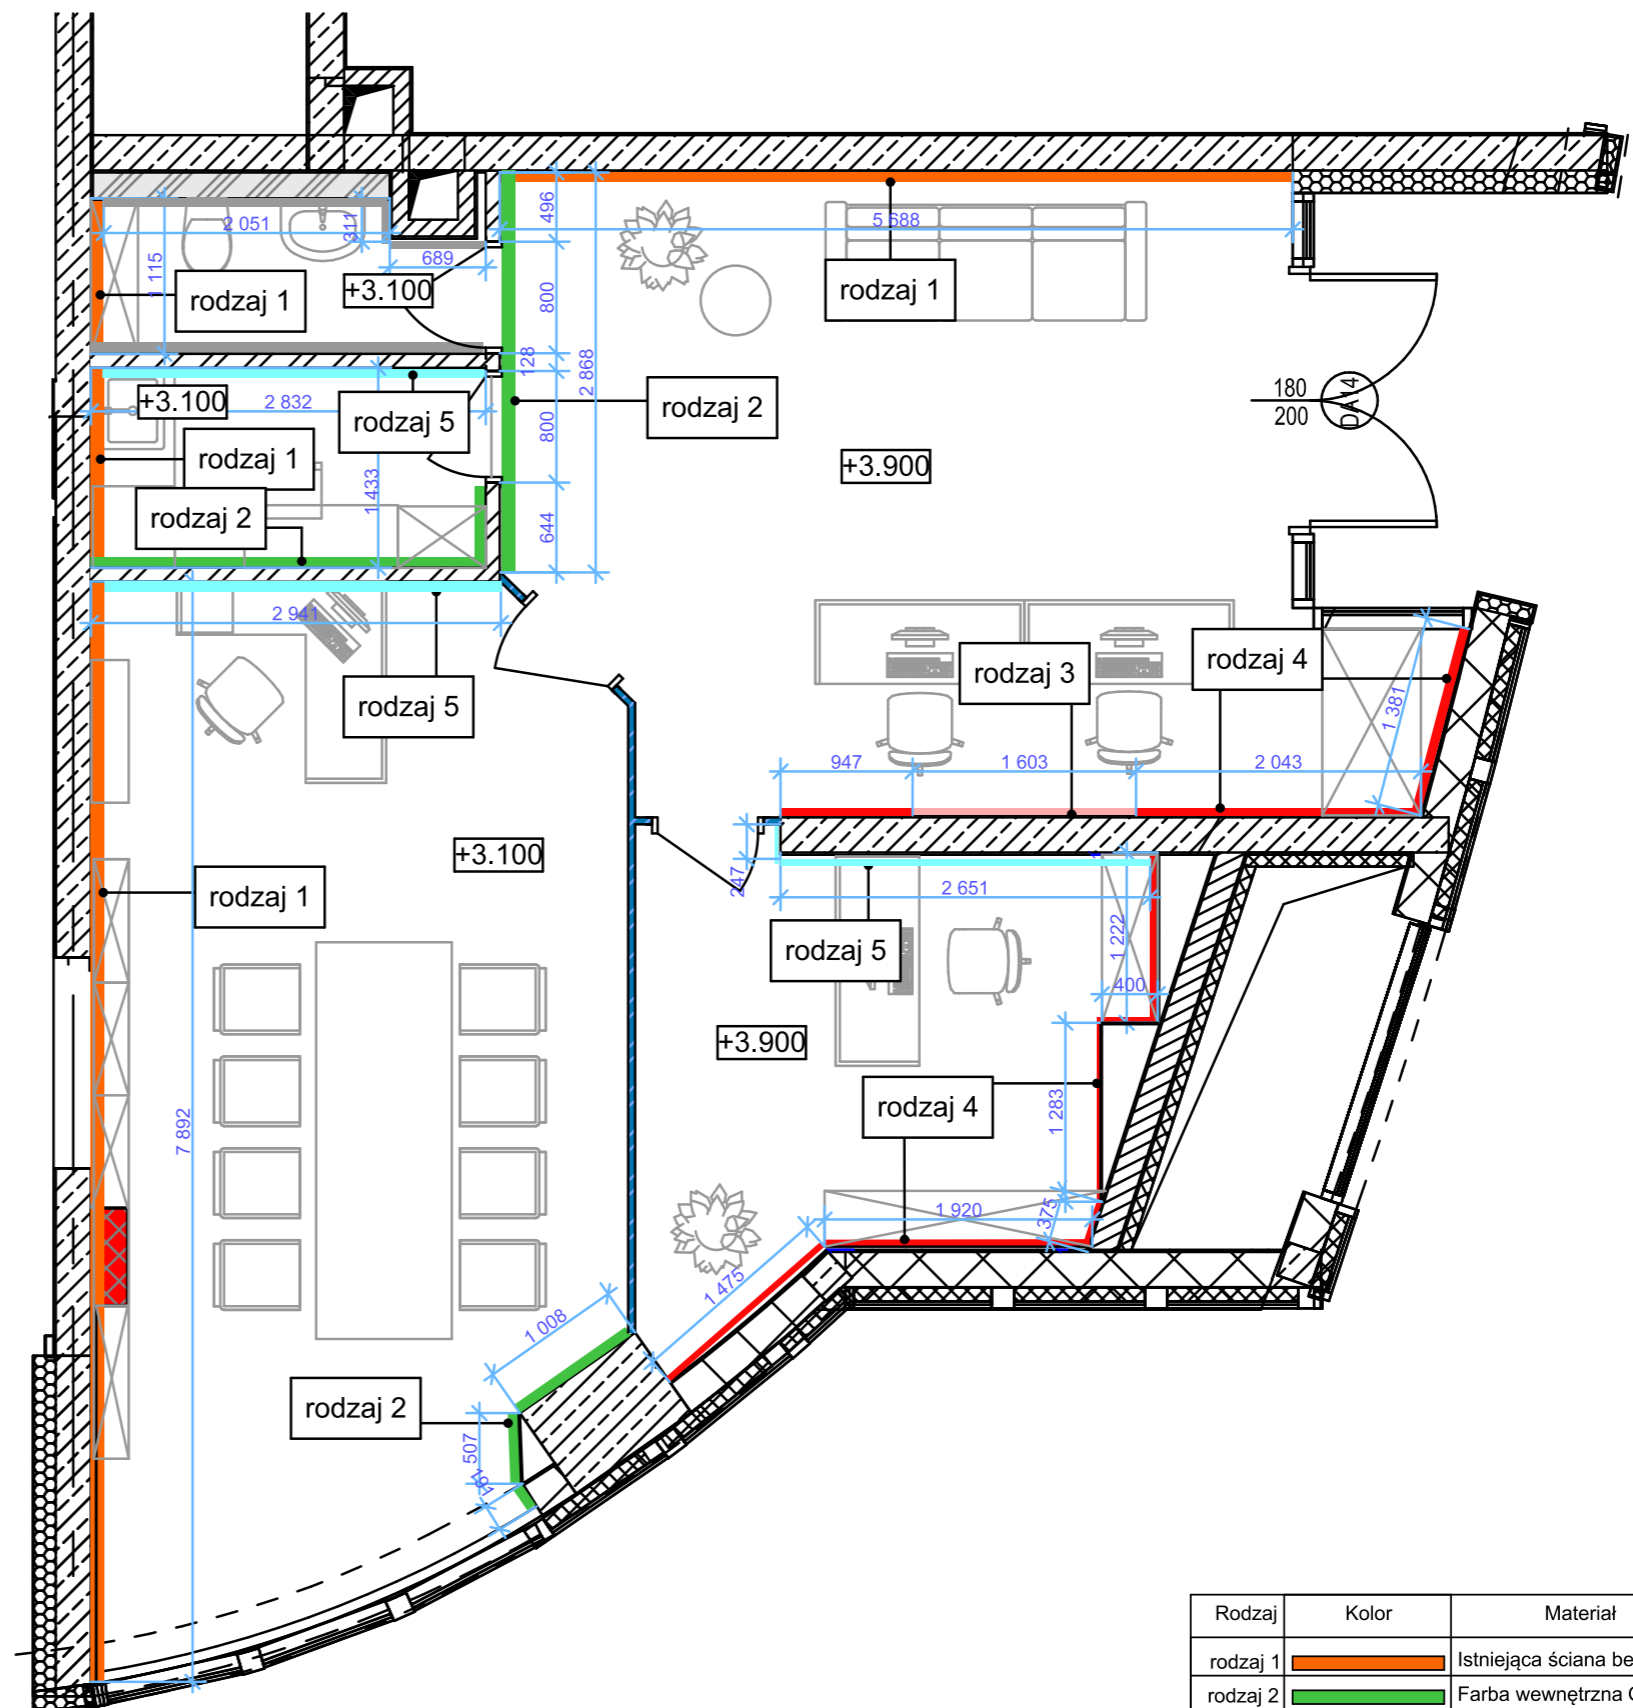 496
5 688
2 051
311
689
1 115
+3.100
rodzaj 1
rodzaj 1
800
128
2 868
180
200
DA14
rodzaj 2
+3.100
2 832
rodzaj 5
800
rodzaj 1
+3.900
1 433
rodzaj 2
644
2 941
rodzaj 5
rodzaj 3
rodzaj 4
1 381
947
1 603
2 043
+3.100
rodzaj 1
247
2 651
rodzaj 5
1 222
400
+3.900
rodzaj 4
1 283
7 892
1 920
375
1 475
1 008
rodzaj 2
507
191
Rodzaj
Kolor
Materiał
rodzaj 1
Istniejąca ściana be
rodzaj 2
Farba wewnętrzna